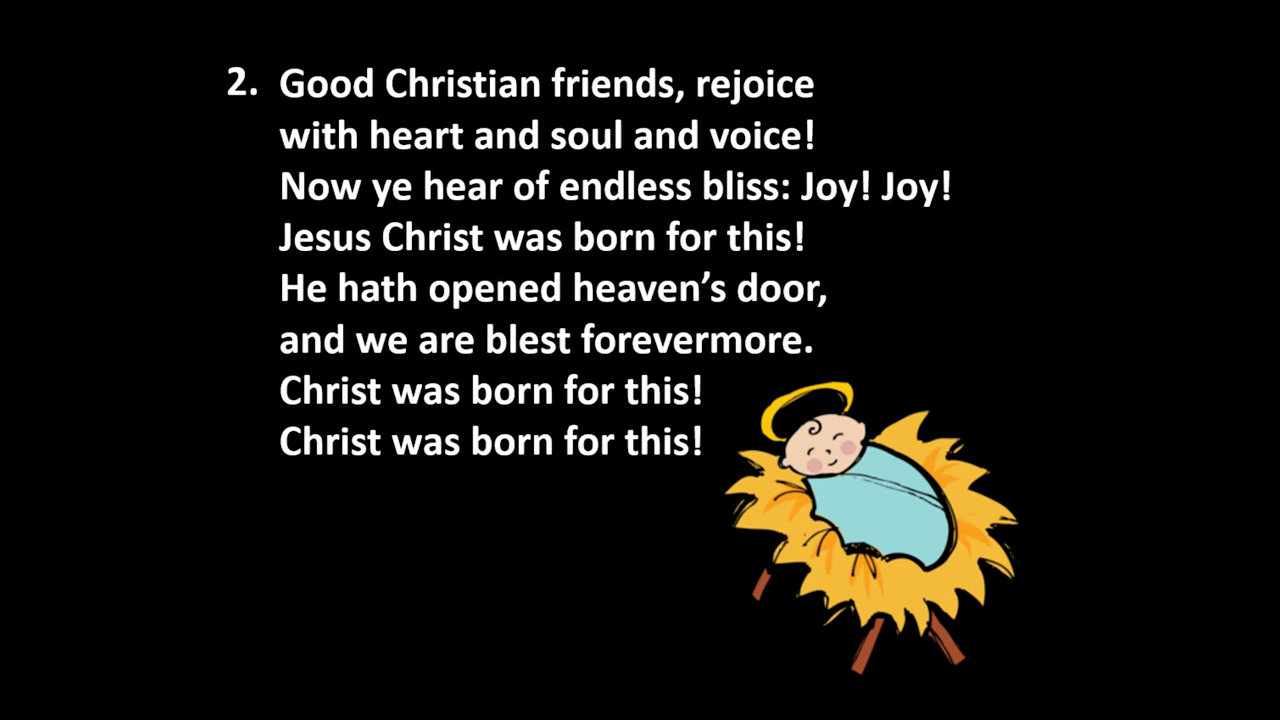 2. Good Christian friends, rejoice
with heart and soul and voice!
Now ye hear of endless bliss: Joy! Joy!
Jesus Christ was born for this!
He hath opened heaven’s door,
and we are blest forevermore.
Christ was born for this!
Christ was born for this!